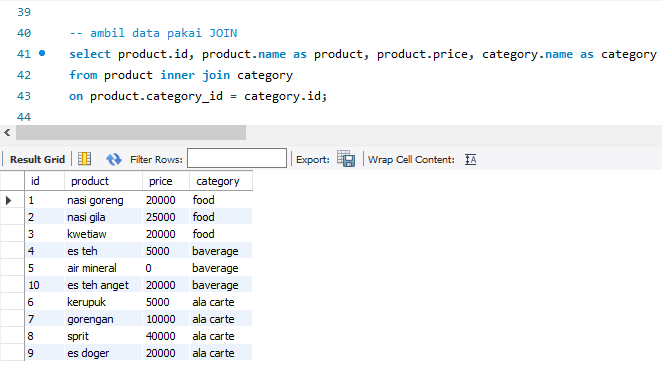 39
40 -- ambil data pakai JOIN
41 select product.id, product.name as product, product.price, category.name as category
42 from product inner join category
43 on product.category_id = category.id;
44
Result Grid Filter Rows: Export: Wrap Cell Content:
id product price category
1 nasi goreng 20000 food
2 nasi gila 25000 food
3 kwetiaw 20000 food
4 es teh 5000 baverage
5 air mineral 0 baverage
10 es teh anget 20000 baverage
6 kerupuk 5000 ala carte
7 gorengan 10000 ala carte
8 sprit 40000 ala carte
9 es doger 20000 ala carte